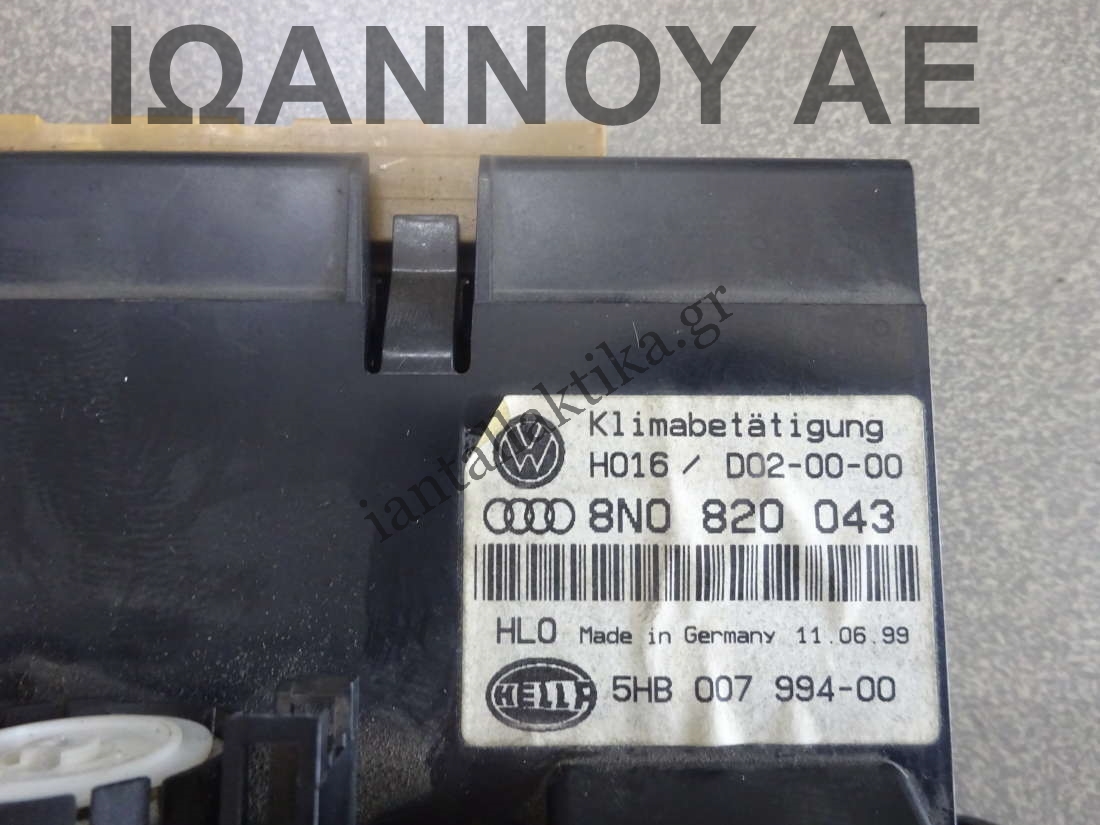 ΙΩΑΝΝΟΥ ΑΕ
iantallaktika.gr
Klimabetätigung
H016 / D02-00-00
8N0 820 043
HL0 Made in Germany 11.06.99
HELLA 5HB 007 994-00